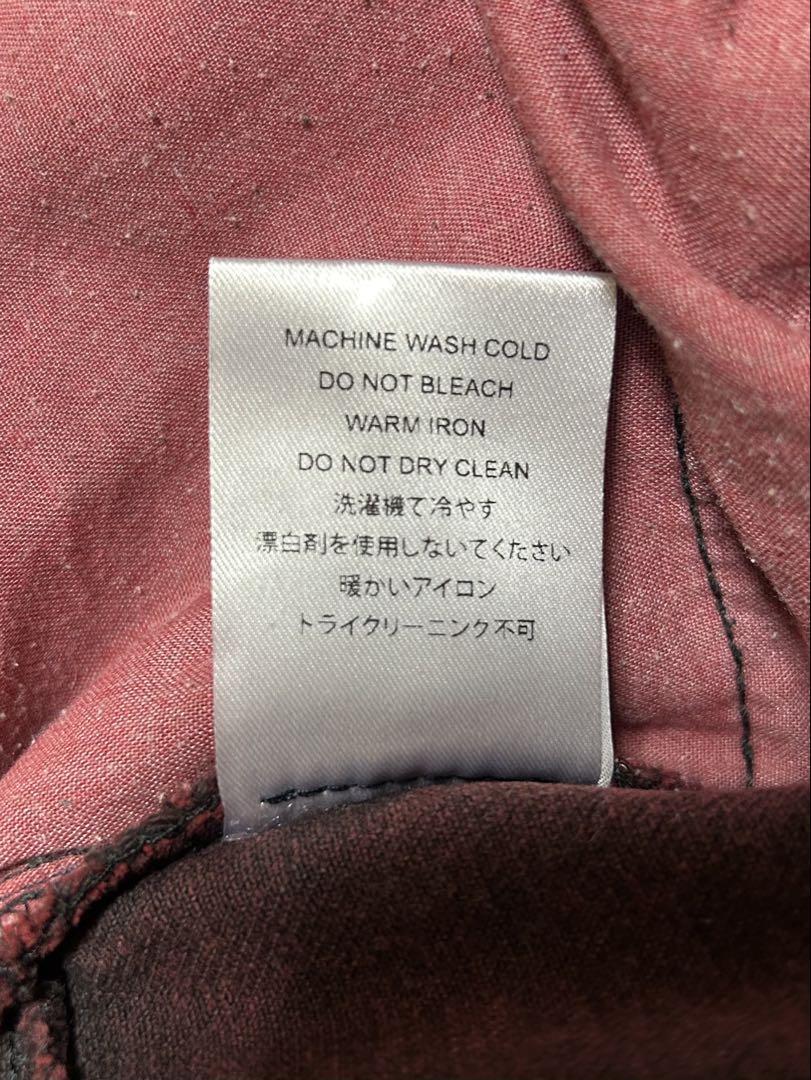 MACHINE WASH COLD
DO NOT BLEACH
WARM IRON
DO NOT DRY CLEAN
洗濯機て冷やす
漂白剤を使用しないてくたさい
暖かいアイロン
トライクリーニンク不可